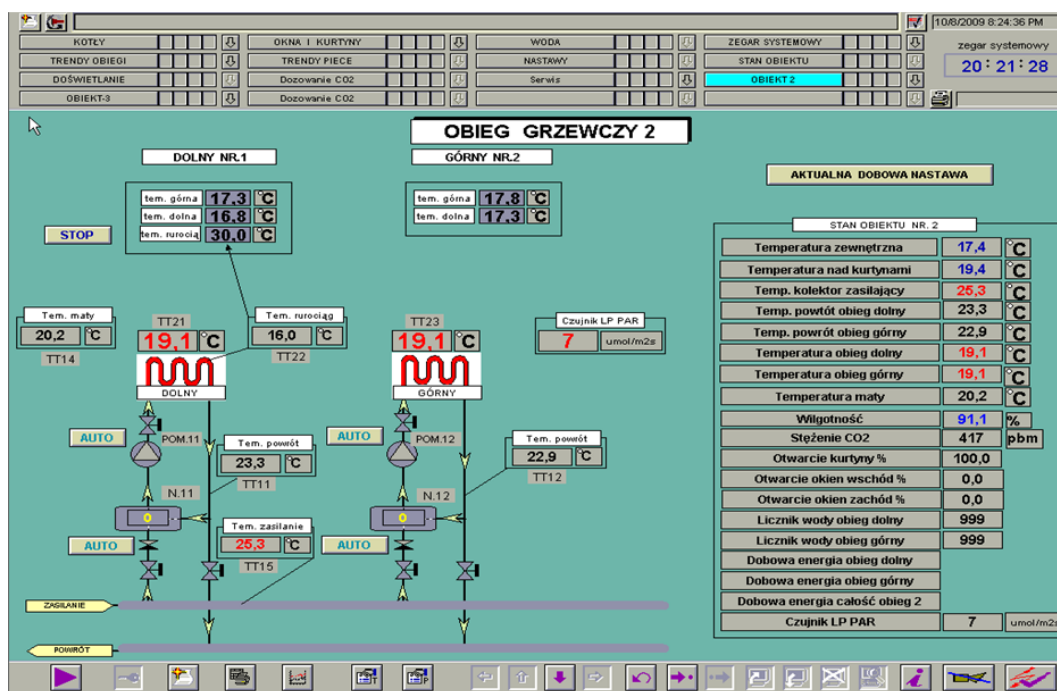 10/8/2009 8:24:36 PM
KOTŁY
OKNA I KURTYNY
WODA
ZEGAR SYSTEMOWY
TRENDY OBIEGI
TRENDY PIECE
NASTAWY
STAN OBIEKTU
DOŚWIETLANIE
Dozowanie CO2
Serwis
OBIEKT 2
OBIEKT-3
Dozowanie CO2
zegar systemowy
20:21:28
OBIEG GRZEWCZY 2
DOLNY NR.1
GÓRNY NR.2
AKTUALNA DOBOWA NASTAWA
tem. górna 17,3 °C
tem. dolna 16,8 °C
tem. rurocią 30,0 °C
tem. górna 17,8 °C
tem. dolna 17,3 °C
STOP
Tem. maty
20,2 °C
TT14
TT21
19,1 °C
DOLNY
Tem. rurociąg
16,0 °C
TT22
TT23
19,1 °C
GÓRNY
Czujnik LP PAR
7 umol/m2s
AUTO
POM.11
AUTO
POM.12
Tem. powrót
23,3 °C
TT11
Tem. powrót
22,9 °C
TT12
N.11
0
N.12
0
AUTO
Tem. zasilanie
25,3 °C
TT15
AUTO
ZASILANIE
POWRÓT
STAN OBIEKTU NR. 2
Temperatura zewnętrzna 17,4 °C
Temperatura nad kurtynami 19,4 °C
Temp. kolektor zasilający 25,3 °C
Temp. powtót obieg dolny 23,3 °C
Temp. powrót obieg górny 22,9 °C
Temperatura obieg dolny 19,1 °C
Temperatura obieg górny 19,1 °C
Temperatura maty 20,2 °C
Wilgotność 91,1 %
Stężenie CO2 417 pbm
Otwarcie kurtyny % 100,0
Otwarcie okien wschód % 0,0
Otwarcie okien zachód % 0,0
Licznik wody obieg dolny 999
Licznik wody obieg górny 999
Dobowa energia obieg dolny
Dobowa energia obieg górny
Dobowa energia całość obieg 2
Czujnik LP PAR 7 umol/m2s